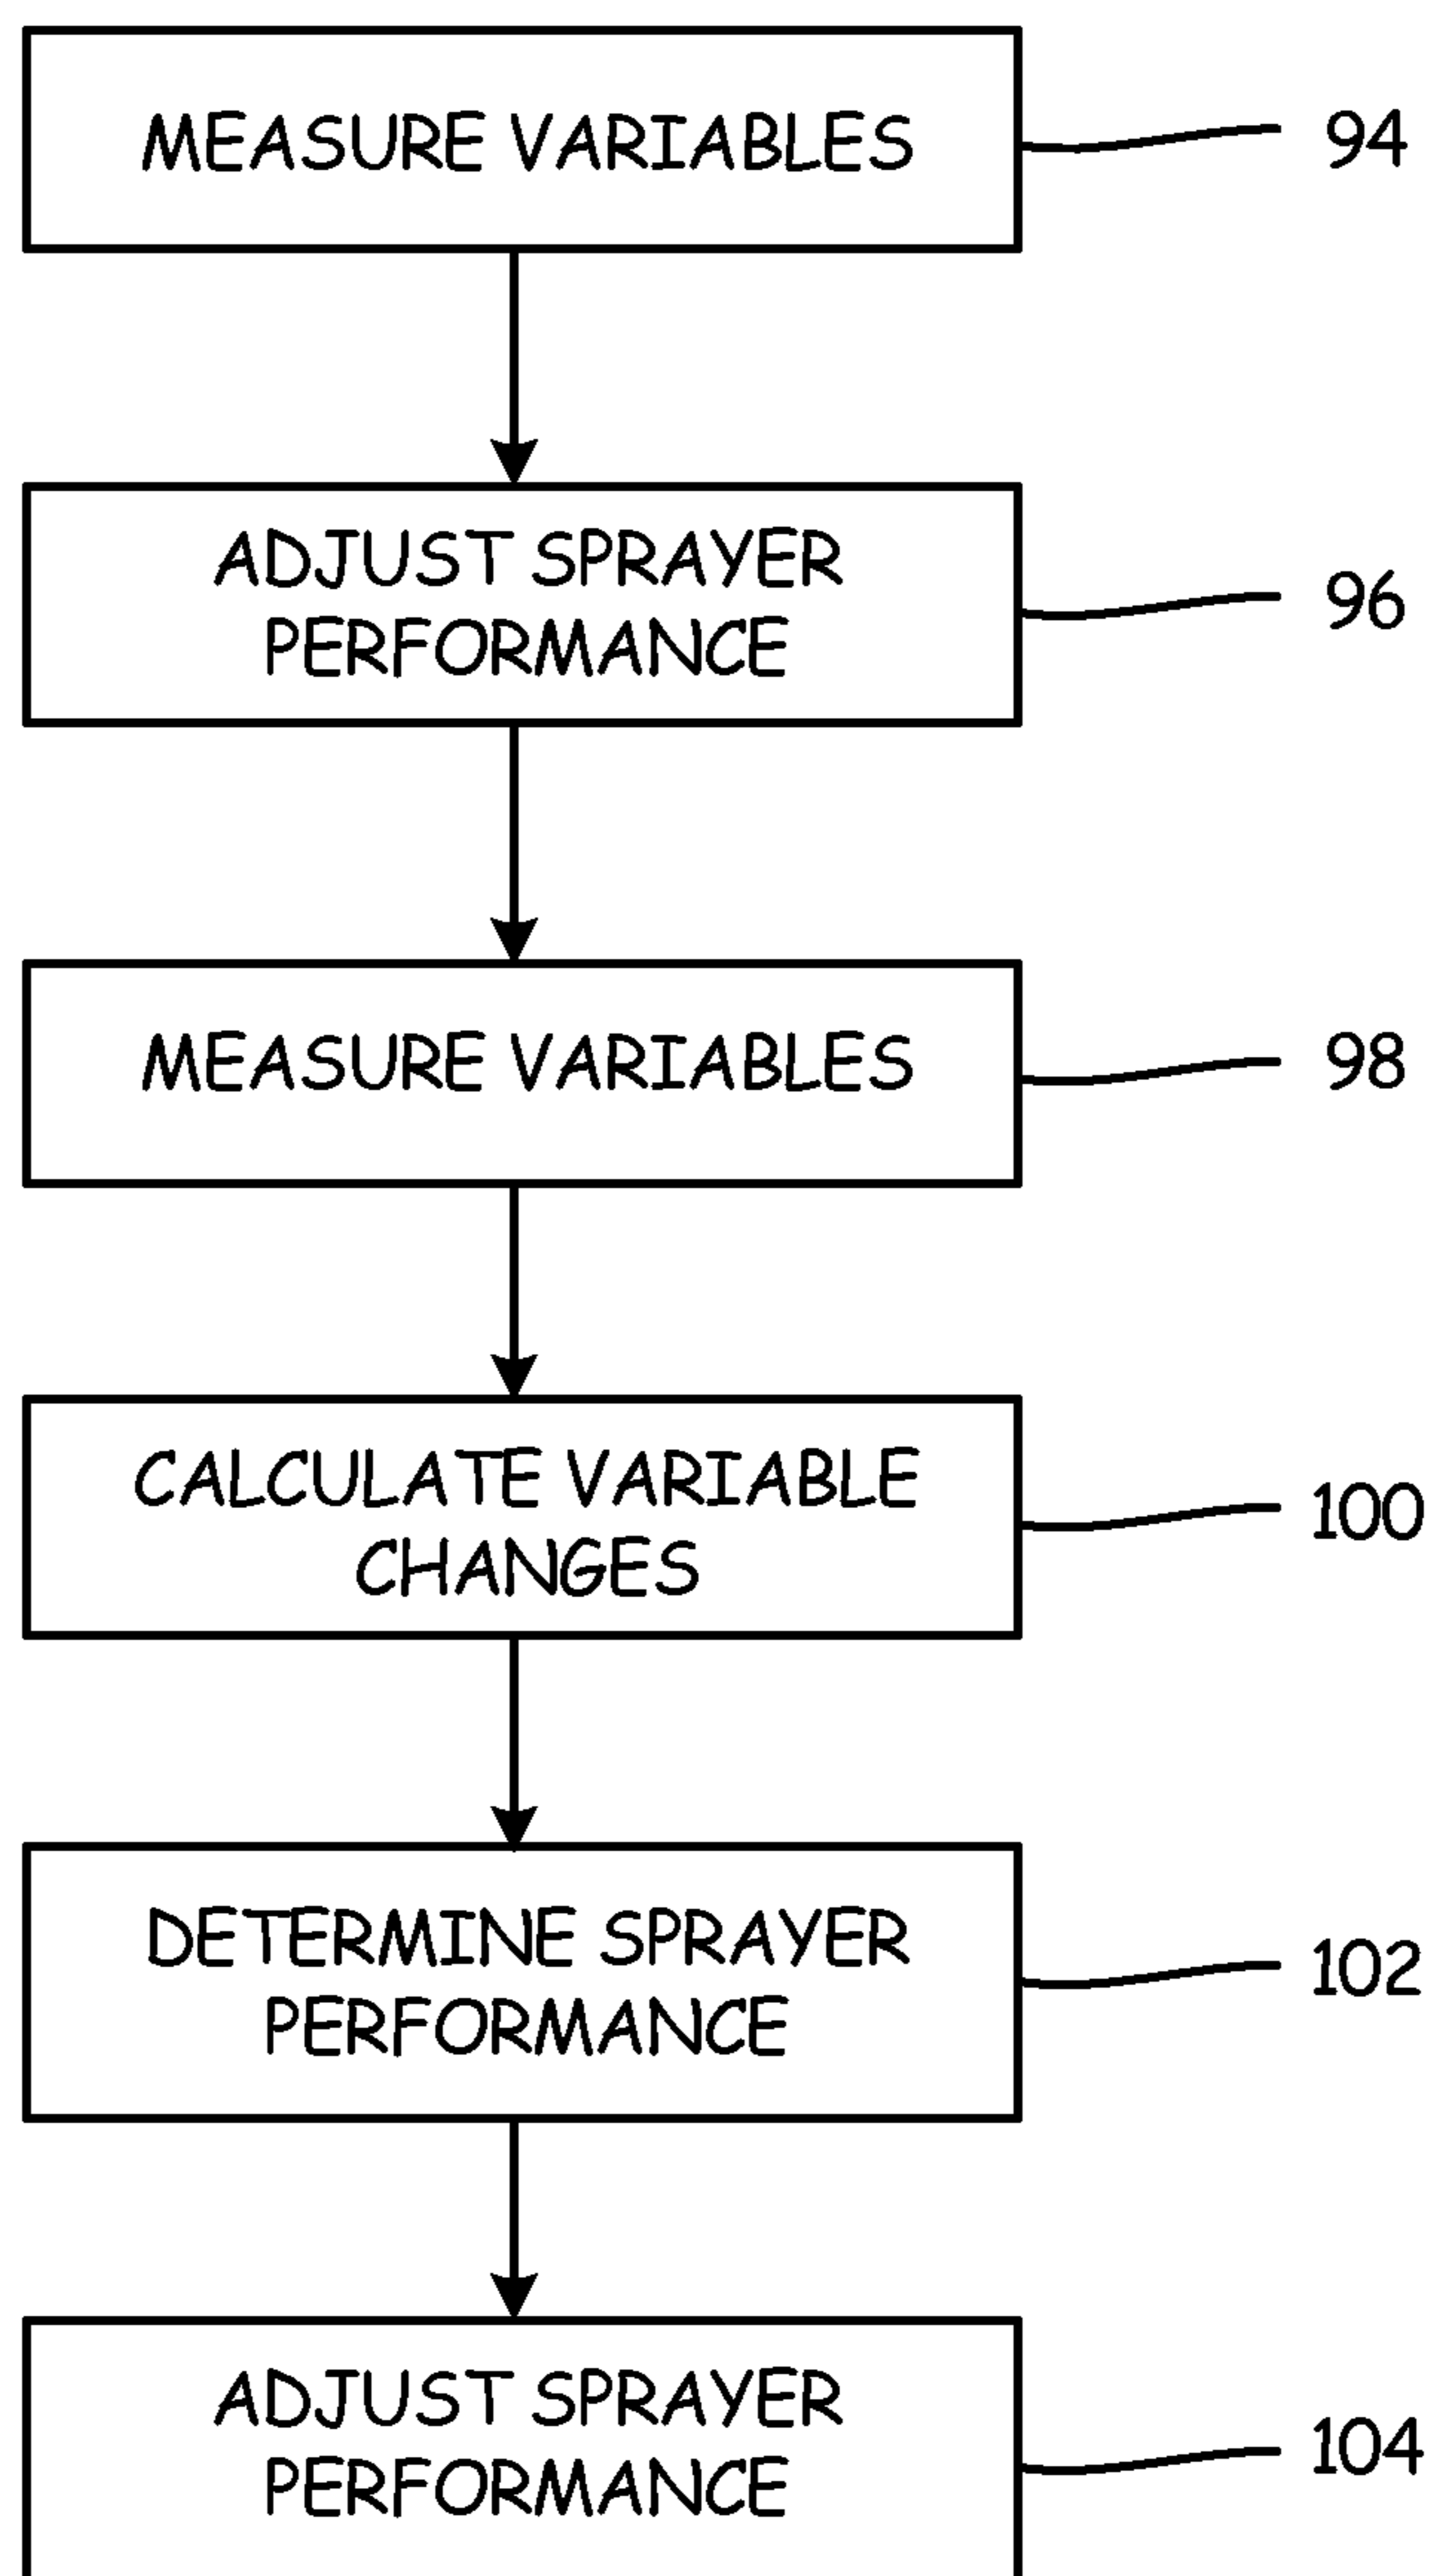 MEASURE VARIABLES
94
ADJUST SPRAYER
PERFORMANCE
96
MEASURE VARIABLES
98
CALCULATE VARIABLE
CHANGES
100
DETERMINE SPRAYER
PERFORMANCE
102
ADJUST SPRAYER
PERFORMANCE
104